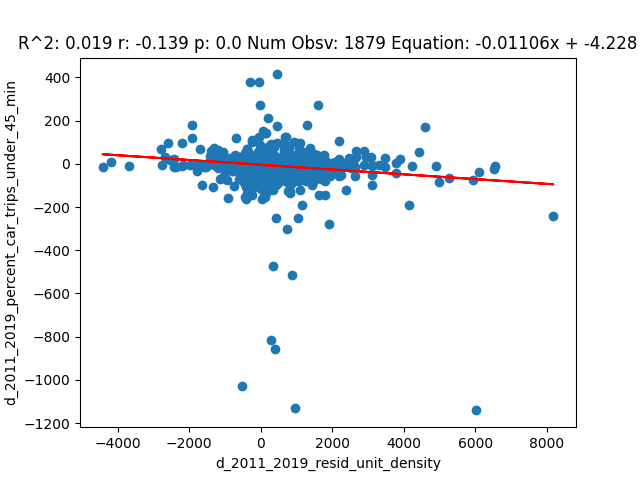 R^2: 0.019 r: -0.139 p: 0.0 Num Obsv: 1879 Equation: -0.01106x + -4.228
d_2011_2019_percent_car_trips_under_45_min
400
200
0
−200
−400
−600
−800
−1000
−1200
−4000 −2000 0 2000 4000 6000 8000
d_2011_2019_resid_unit_density